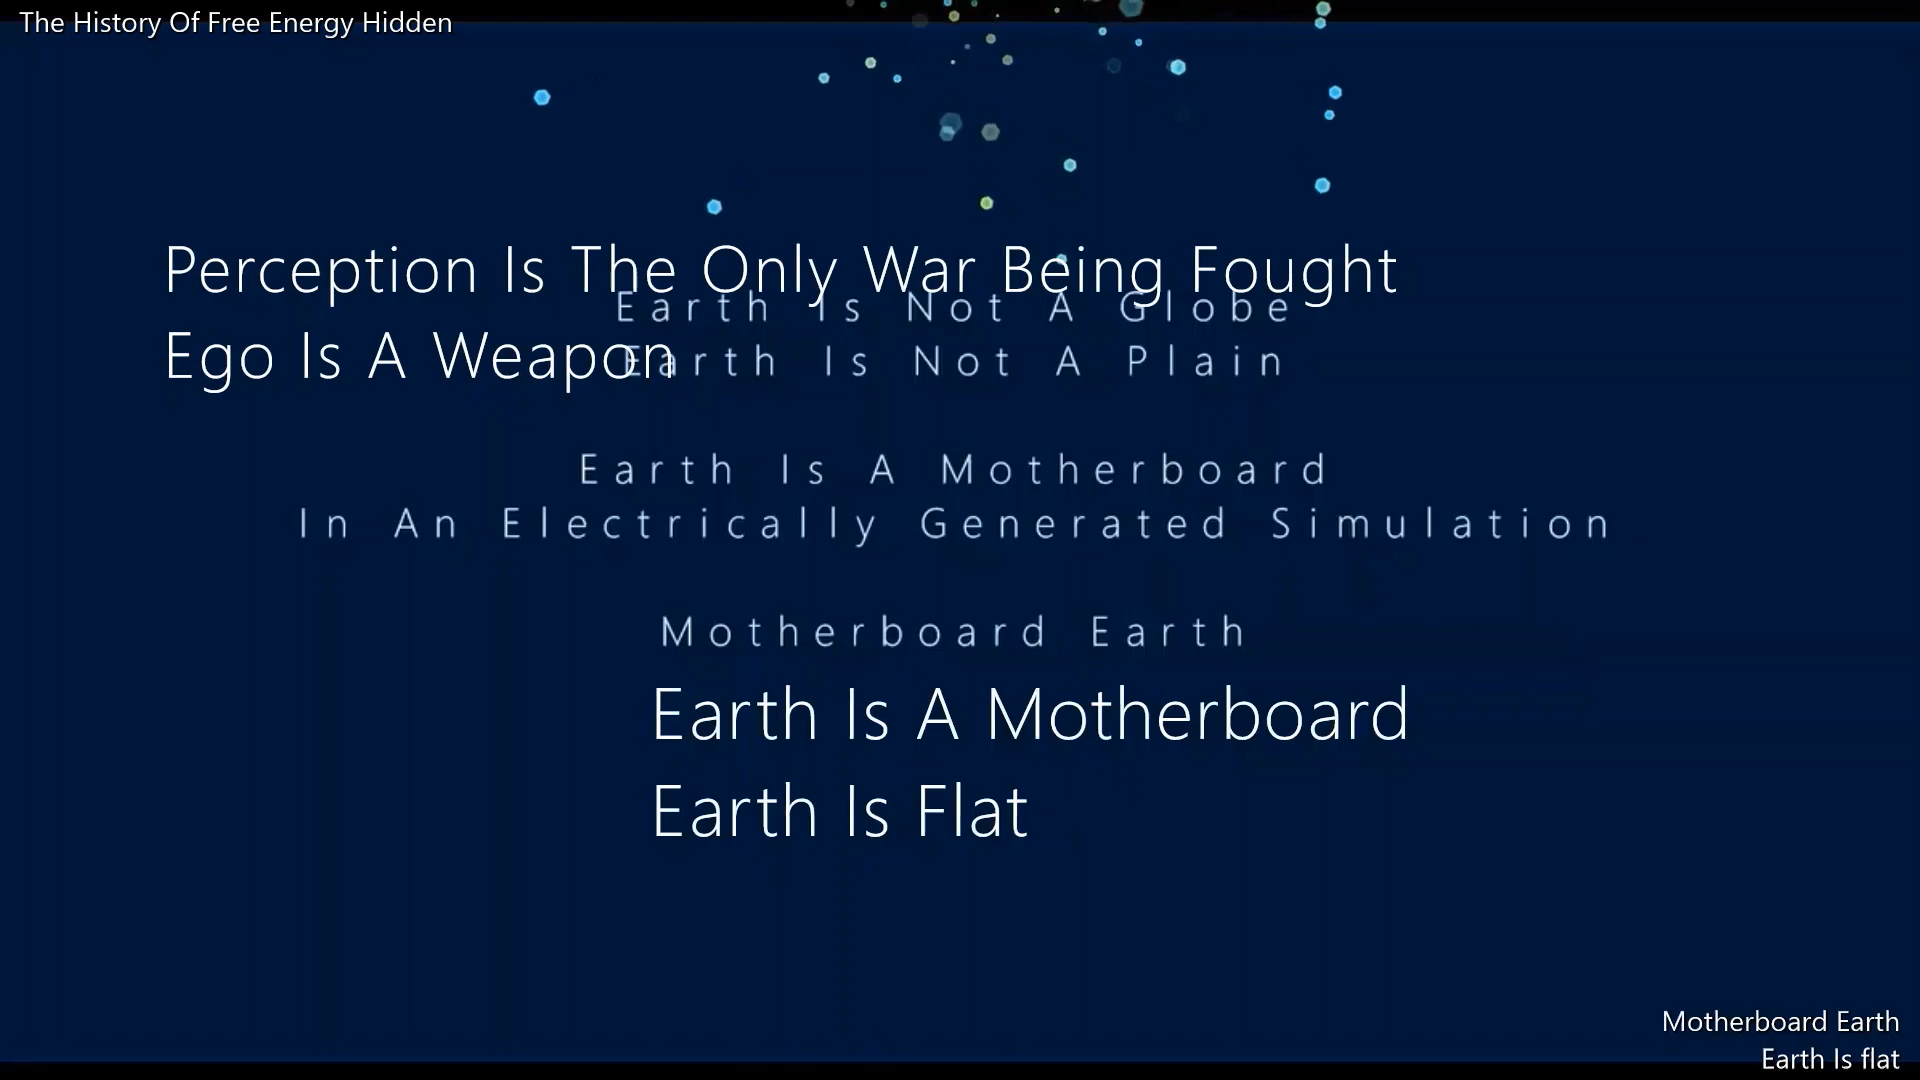 The History Of Free Energy Hidden
Perception Is The Only War Being Fought
Earth Is Not A Globe
Ego Is A Weapon
Earth Is Not A Plain
Earth Is A Motherboard
In An Electrically Generated Simulation
Motherboard Earth
Earth Is A Motherboard
Earth Is Flat
Motherboard Earth
Earth Is flat